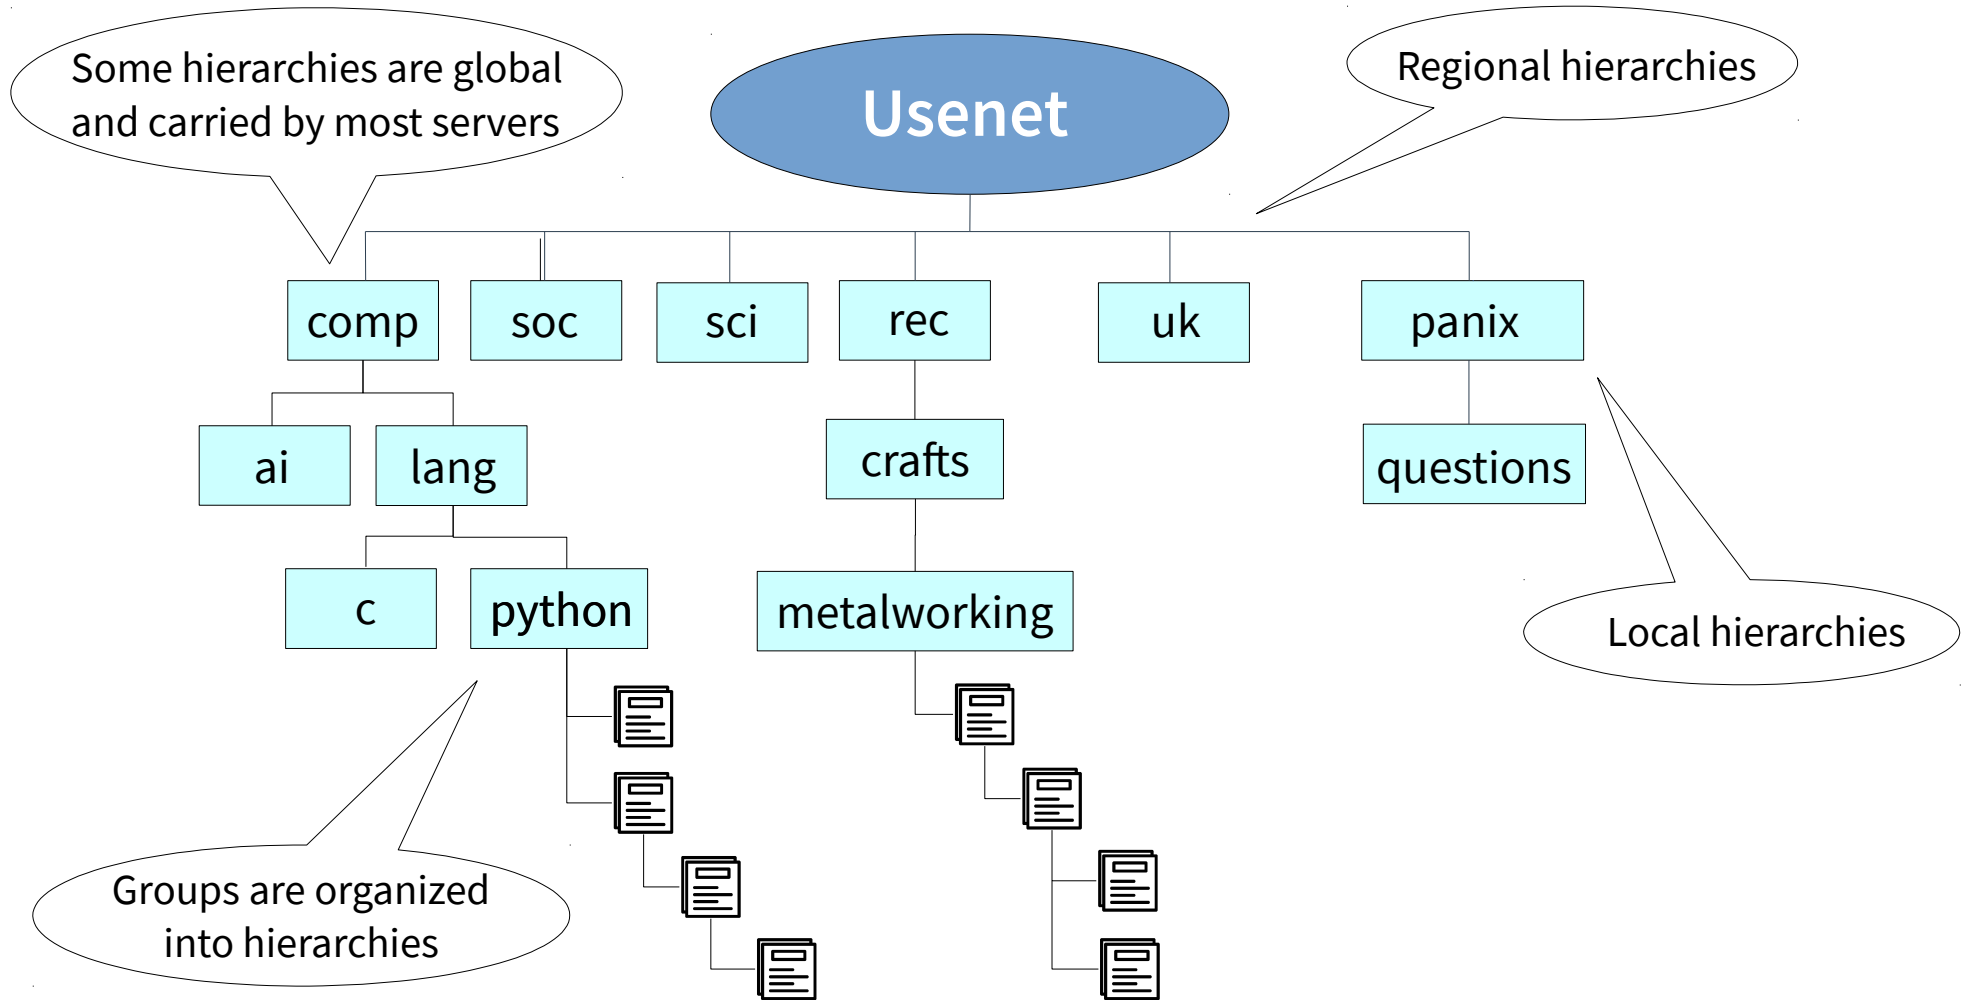 Some hierarchies are global
and carried by most servers
Usenet
Regional hierarchies
comp
soc
sci
rec
uk
panix
ai
lang
crafts
questions
c
python
metalworking
Local hierarchies
Groups are organized
into hierarchies